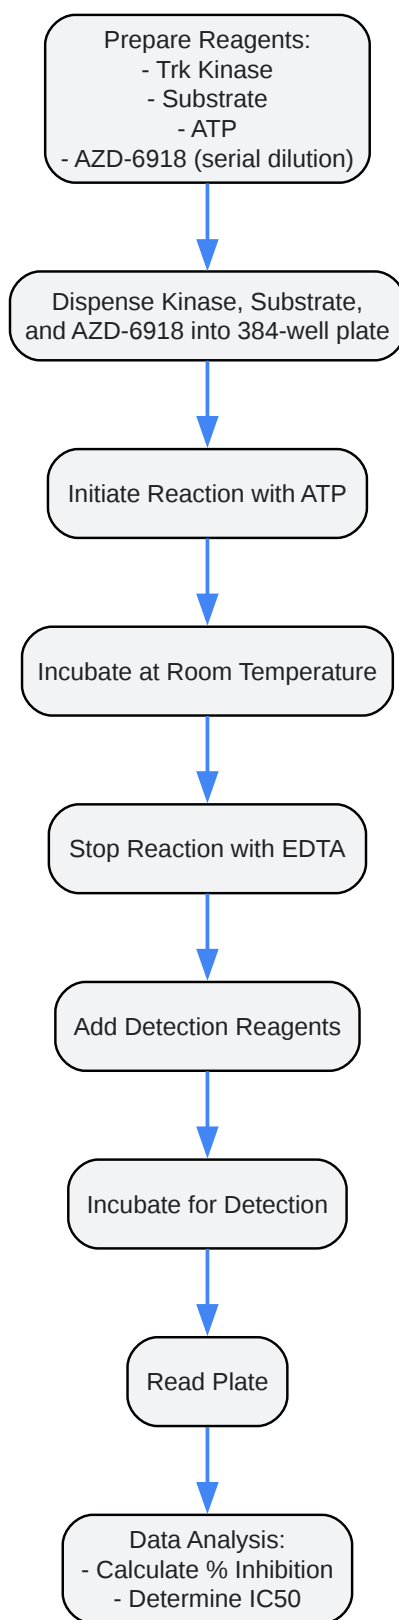 Prepare Reagents:
- Trk Kinase
- Substrate
- ATP
- AZD-6918 (serial dilution)
Dispense Kinase, Substrate,
and AZD-6918 into 384-well plate
Initiate Reaction with ATP
Incubate at Room Temperature
Stop Reaction with EDTA
Add Detection Reagents
Incubate for Detection
Read Plate
Data Analysis:
- Calculate % Inhibition
- Determine IC50